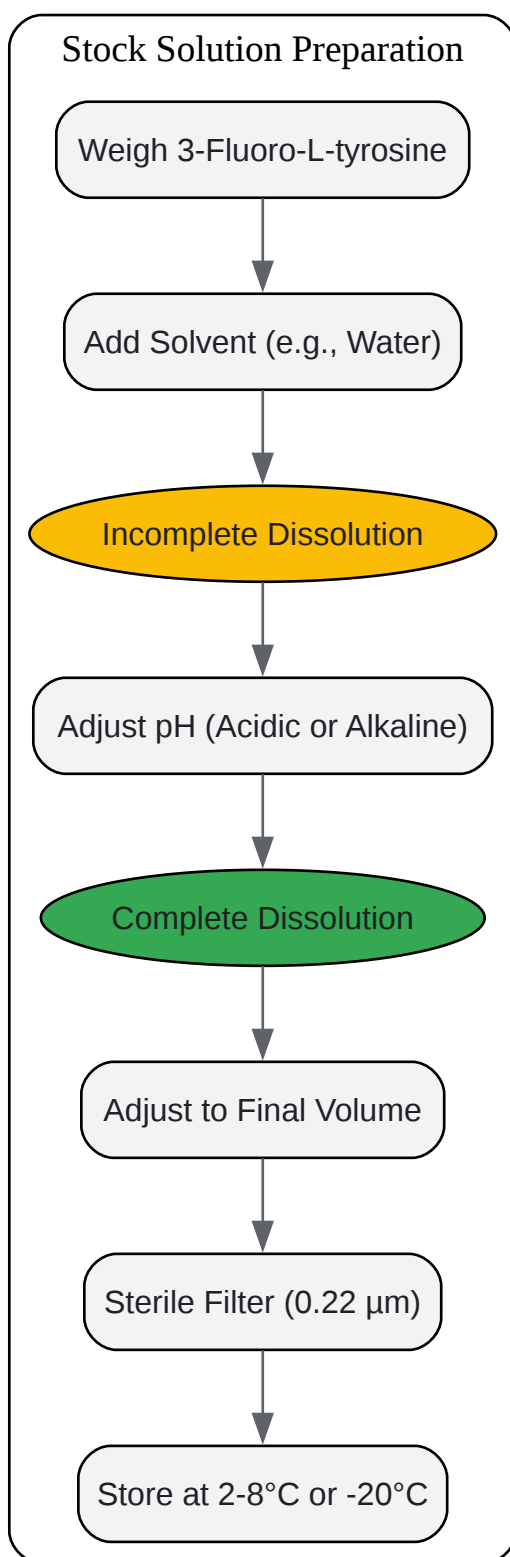 Stock Solution Preparation
Weigh 3-Fluoro-L-tyrosine
Add Solvent (e.g., Water)
Incomplete Dissolution
Adjust pH (Acidic or Alkaline)
Complete Dissolution
Adjust to Final Volume
Sterile Filter (0.22 µm)
Store at 2-8°C or -20°C